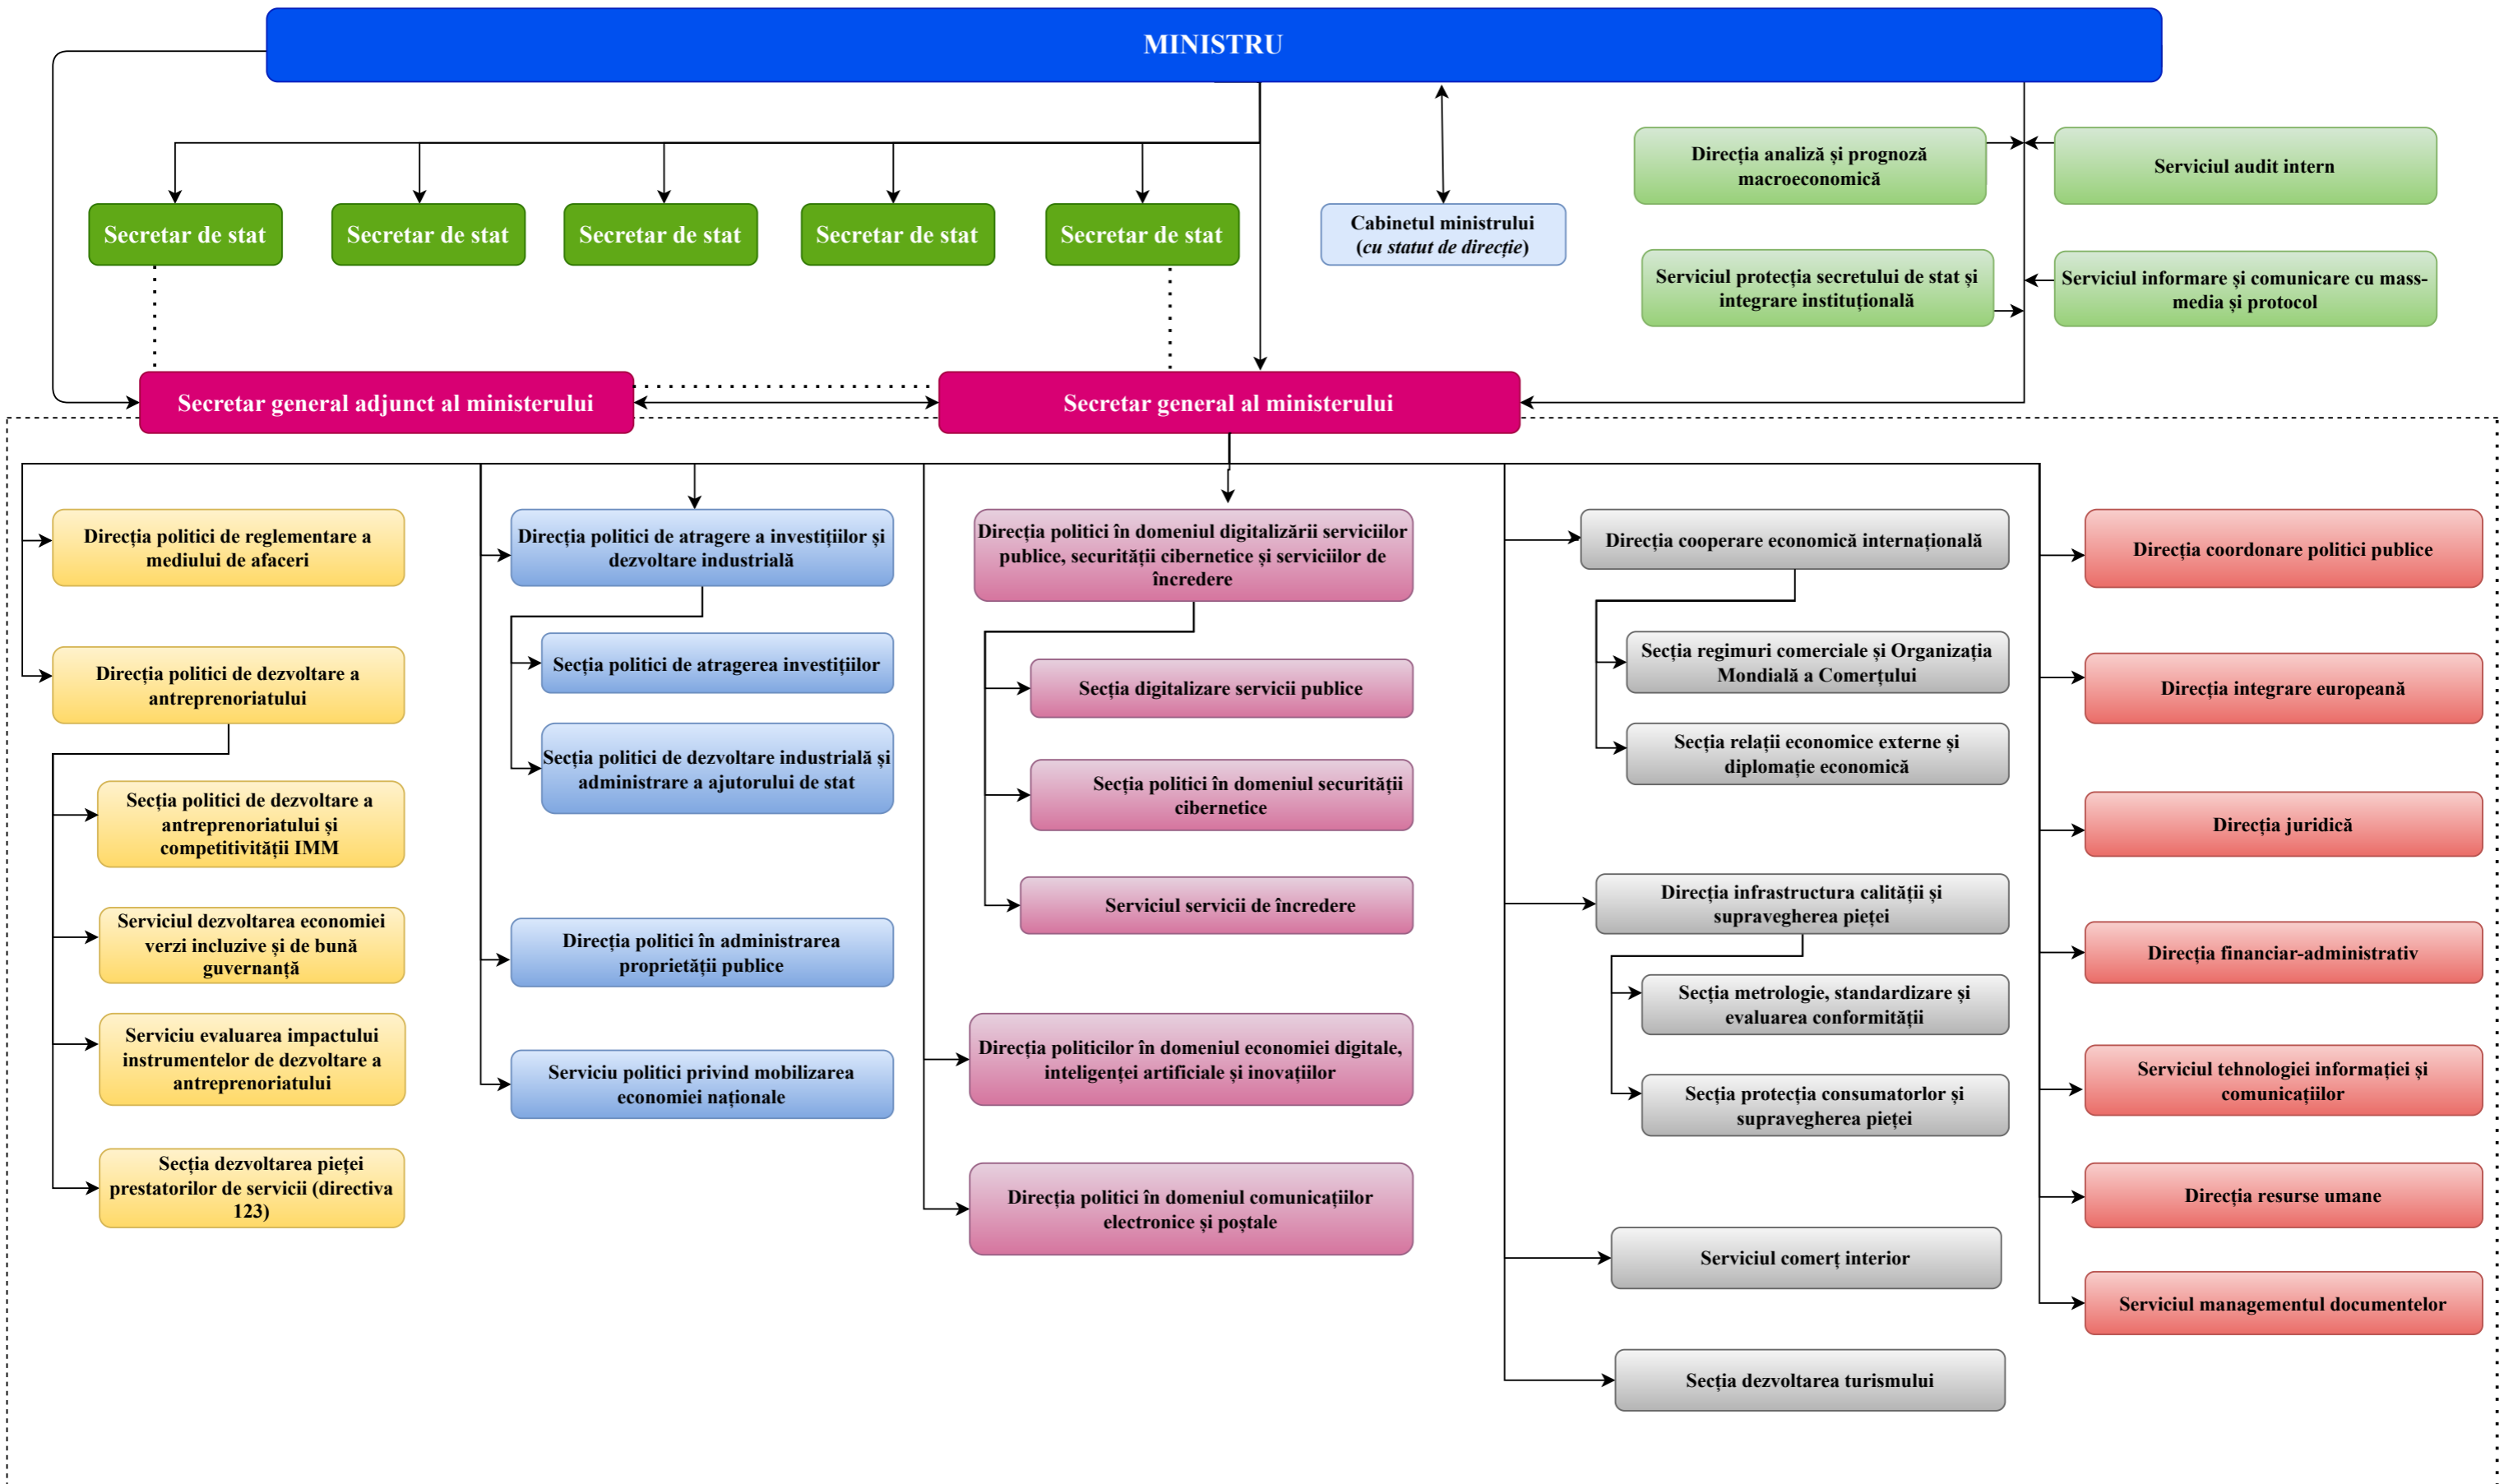 MINISTRU
Direcția analiză și prognoză
macroeconomică
Serviciul audit intern
Secretar de stat
Secretar de stat
Secretar de stat
Secretar de stat
Secretar de stat
Cabinetul ministrului
(cu statut de direcție)
Serviciul protecția secretului de stat și
integrare instituțională
Serviciul informare și comunicare cu mass-
media și protocol
Secretar general adjunct al ministerului
Secretar general al ministerului
Direcția politici de reglementare a
mediului de afaceri
Direcția politici de dezvoltare a
antreprenoriatului
Secția politici de dezvoltare a
antreprenoriatului și
competitivității IMM
Serviciul dezvoltarea economiei
verzi incluzive și de bună
guvernanță
Serviciu evaluarea impactului
instrumentelor de dezvoltare a
antreprenoriatului
Secția dezvoltarea pieței
prestatorilor de servicii (directiva
123)
Direcția politici de atragere a investițiilor și
dezvoltare industrială
Secția politici de atragerea investițiilor
Secția politici de dezvoltare industrială și
administrare a ajutorului de stat
Direcția politici în administrarea
proprietății publice
Serviciu politici privind mobilizarea
economiei naționale
Direcția politici în domeniul digitalizării serviciilor
publice, securității cibernetice și serviciilor de
încredere
Secția digitalizare servicii publice
Secția politici în domeniul securității
cibernetice
Serviciul servicii de încredere
Direcția politicilor în domeniul economiei digitale,
inteligenței artificiale și inovațiilor
Direcția politici în domeniul comunicațiilor
electronice și poștale
Direcția cooperare economică internațională
Secția regimuri comerciale și Organizația
Mondială a Comerțului
Secția relații economice externe și
diplomație economică
Direcția infrastructura calității și
supravegherea pieței
Secția metrologie, standardizare și
evaluarea conformității
Secția protecția consumatorlor și
supravegherea pieței
Serviciul comerț interior
Secția dezvoltarea turismului
Direcția coordonare politici publice
Direcția integrare europeană
Direcția juridică
Direcția financiar-administrativ
Serviciul tehnologiei informației și
comunicațiilor
Direcția resurse umane
Serviciul managementul documentelor